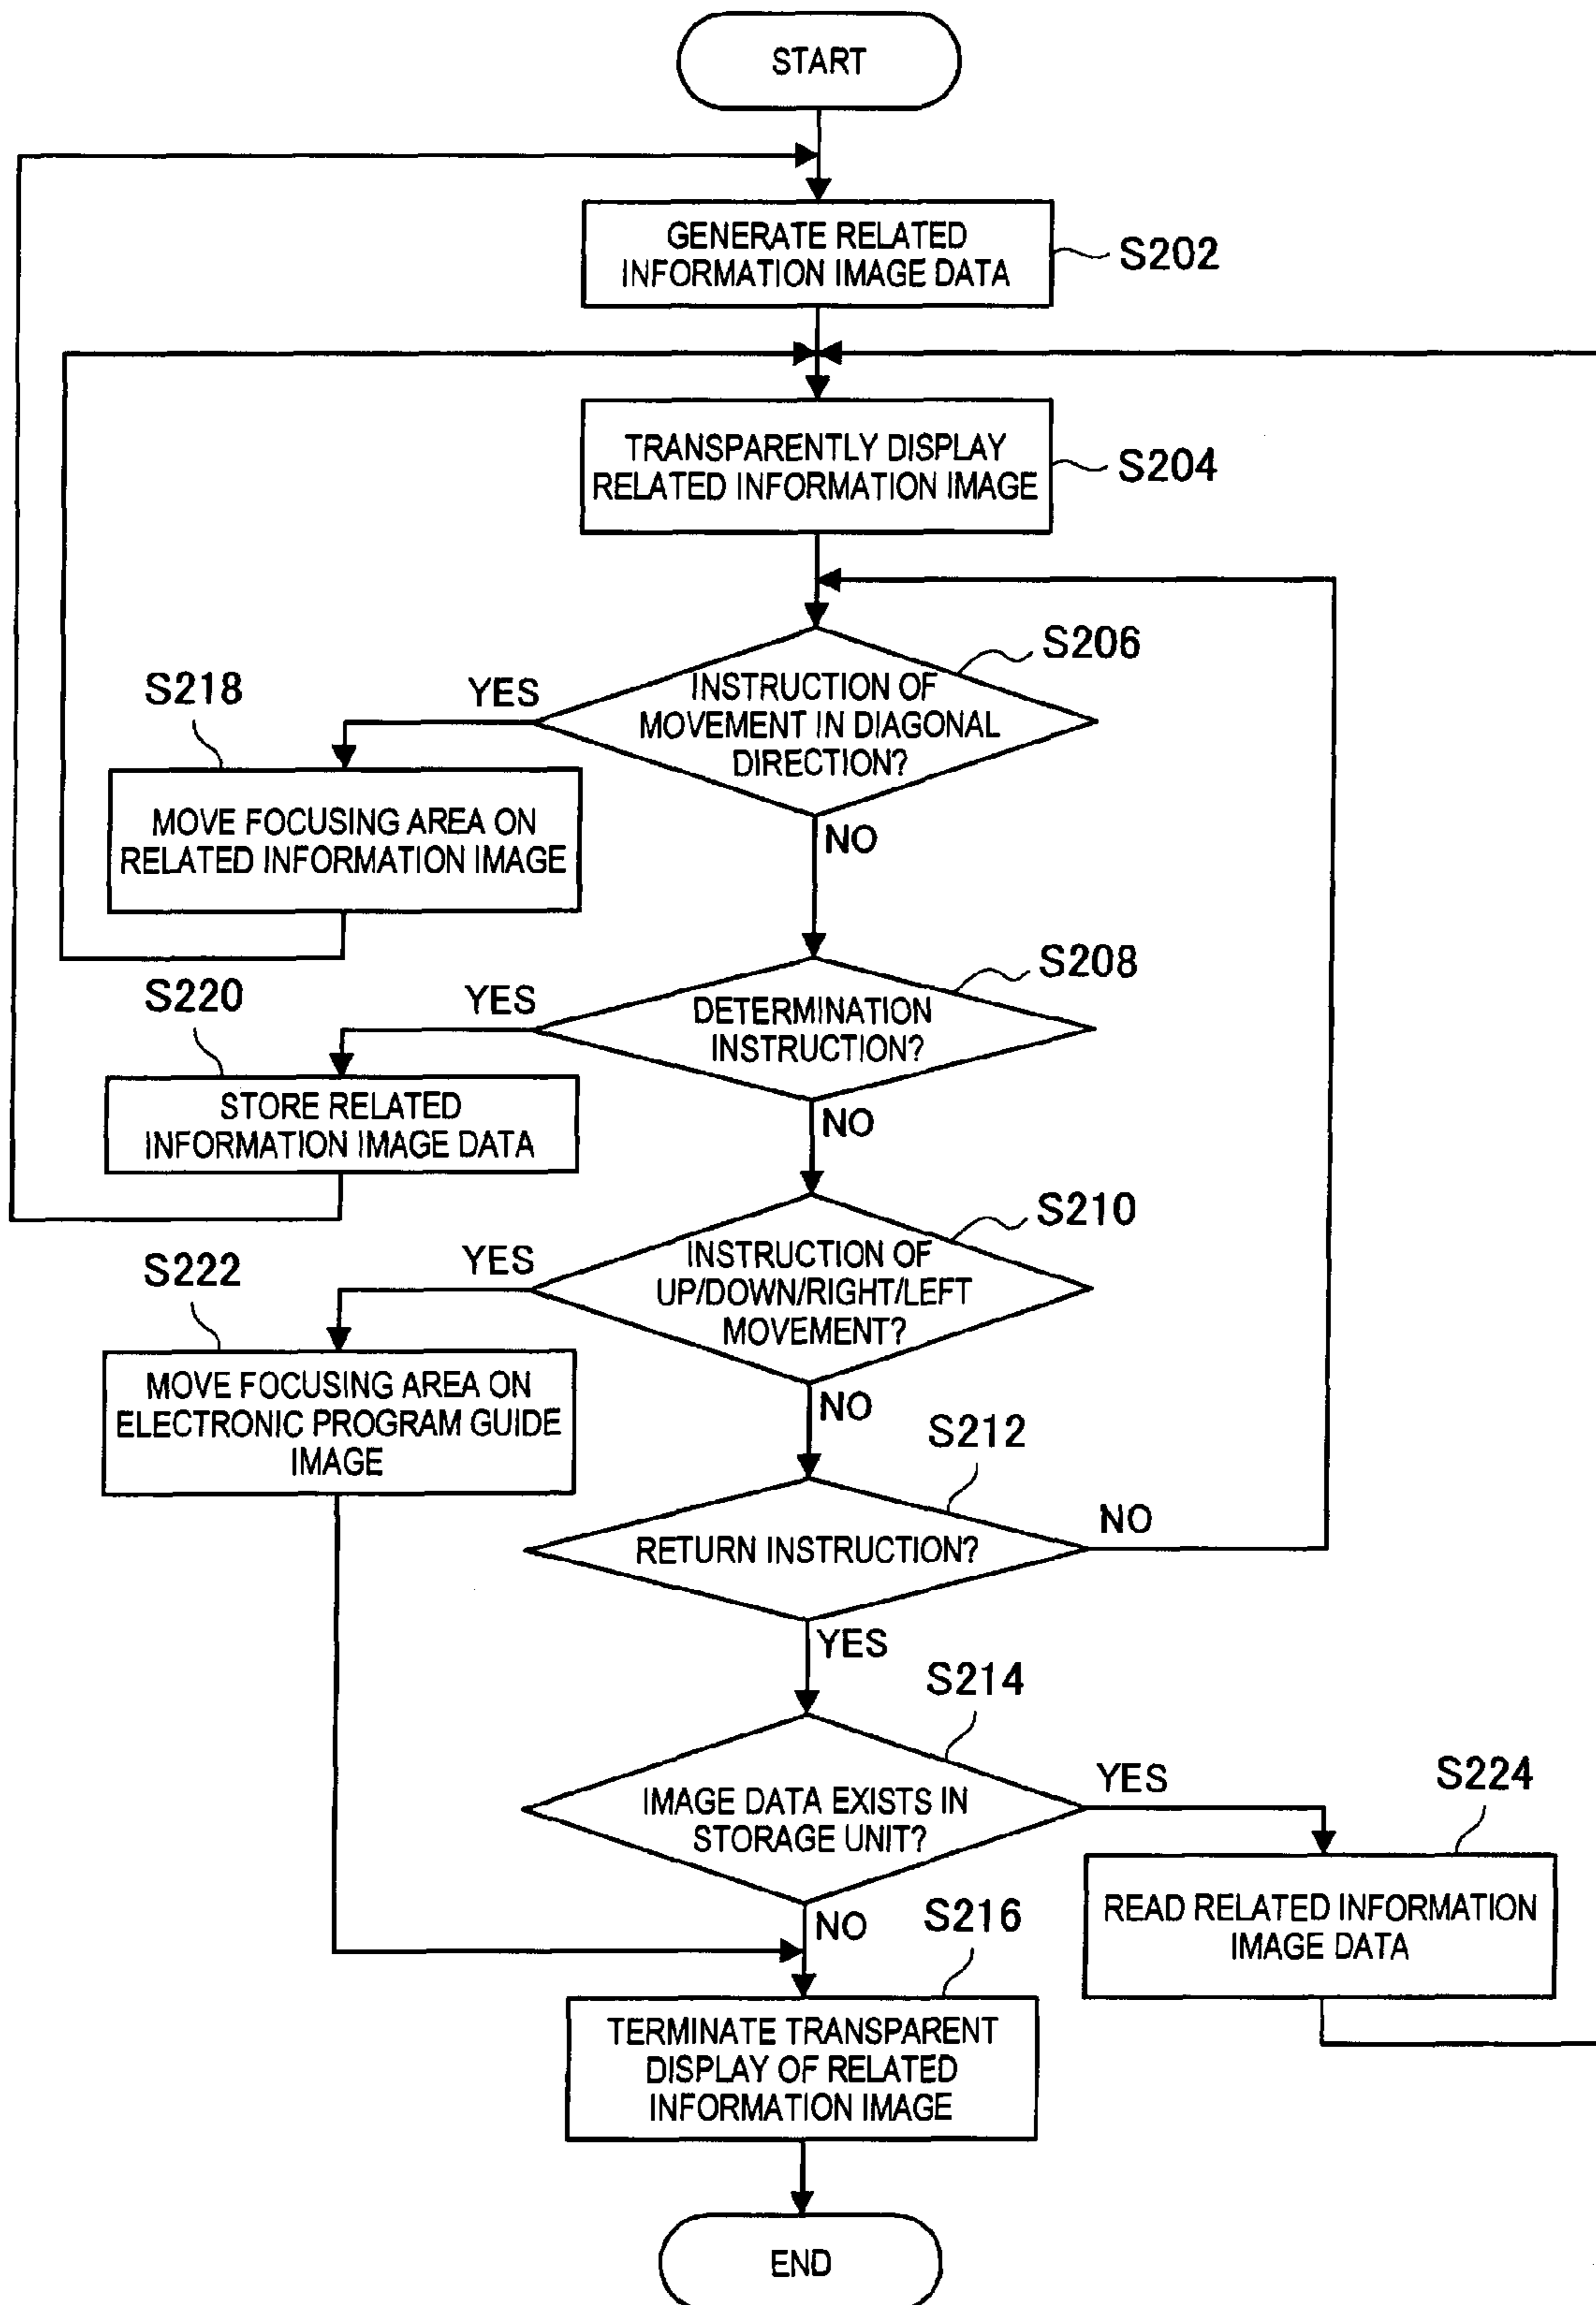 START
GENERATE RELATED
INFORMATION IMAGE DATA
S202
TRANSPARENTLY DISPLAY
RELATED INFORMATION IMAGE
S204
S206
INSTRUCTION OF
MOVEMENT IN DIAGONAL
DIRECTION?
YES
NO
S218
MOVE FOCUSING AREA ON
RELATED INFORMATION IMAGE
S208
DETERMINATION
INSTRUCTION?
YES
NO
S220
STORE RELATED
INFORMATION IMAGE DATA
S210
INSTRUCTION OF
UP/DOWN/RIGHT/LEFT
MOVEMENT?
YES
NO
S222
MOVE FOCUSING AREA ON
ELECTRONIC PROGRAM GUIDE
IMAGE
S212
RETURN INSTRUCTION?
NO
YES
S214
IMAGE DATA EXISTS IN
STORAGE UNIT?
YES
NO
S224
READ RELATED INFORMATION
IMAGE DATA
S216
TERMINATE TRANSPARENT
DISPLAY OF RELATED
INFORMATION IMAGE
END